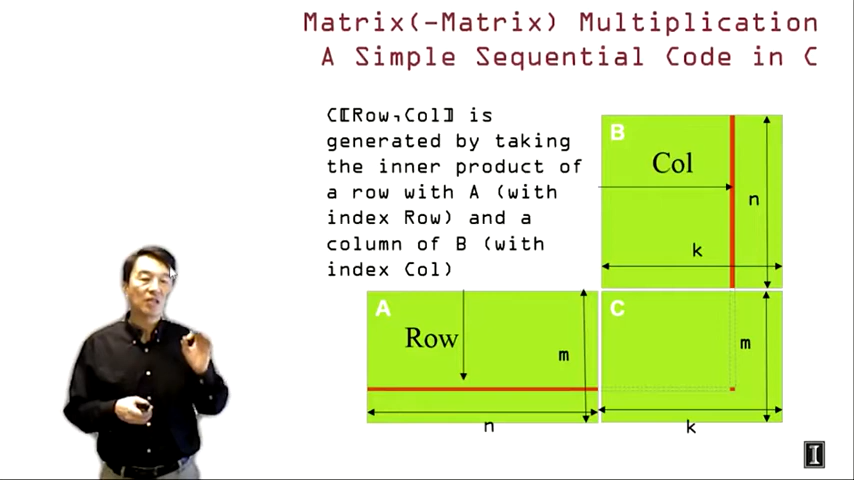 Matrix(-Matrix) Multiplication
A Simple Sequential Code in C
C[Row,Col] is
generated by taking
the inner product of
a row with A (with
index Row) and a
column of B (with
index Col)
B
Col
n
k
A
Row
m
n
C
m
k
I